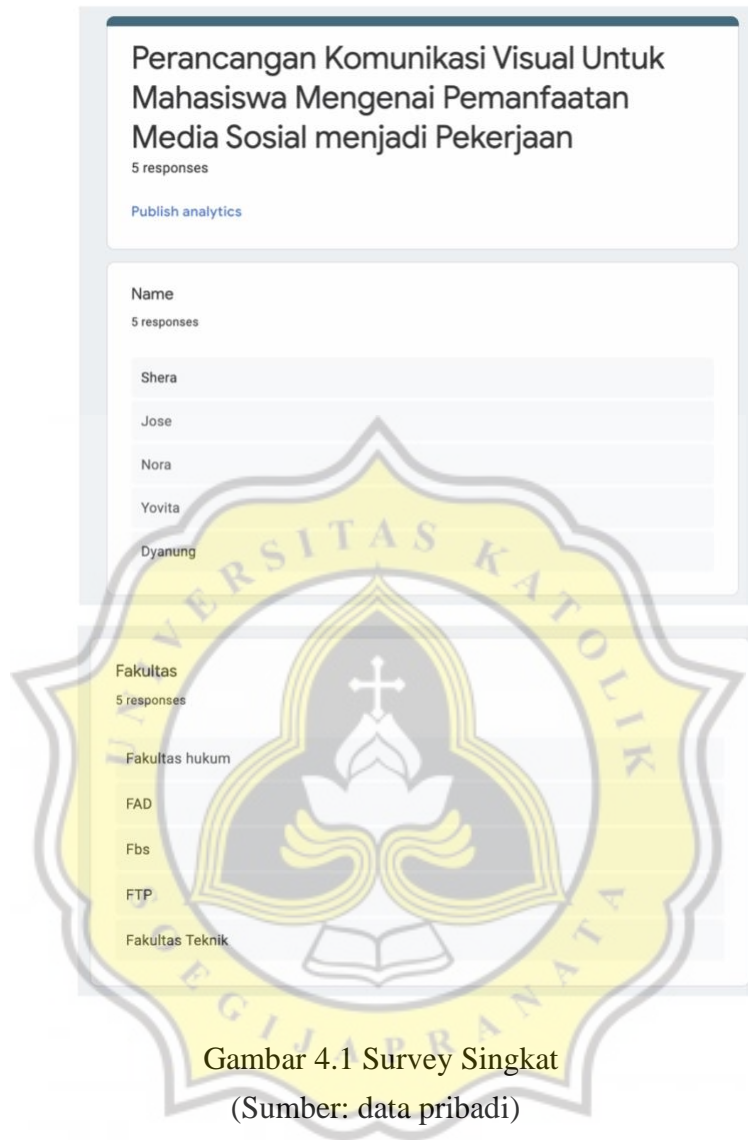 Perancangan Komunikasi Visual Untuk
Mahasiswa Mengenai Pemanfaatan
Media Sosial menjadi Pekerjaan
5 responses
Publish analytics
Name
5 responses
Shera
Jose
Nora
Yovita
Dyanung
Fakultas
5 responses
Fakultas hukum
FAD
Fbs
FTP
Fakultas Teknik
UNIVERSITAS KATOLIK
SOEGIJAPRANATA
Gambar 4.1 Survey Singkat
(Sumber: data pribadi)